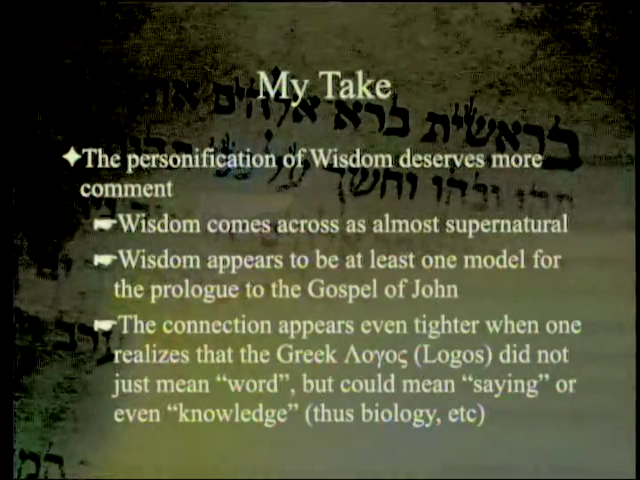 My Take
The personification of Wisdom deserves more
comment
Wisdom comes across as almost supernatural
Wisdom appears to be at least one model for
the prologue to the Gospel of John
The connection appears even tighter when one
realizes that the Greek Λογος (Logos) did not
just mean “word”, but could mean “saying” or
even “knowledge” (thus biology, etc)
בראשית ברא אלהים
וחשך על פני